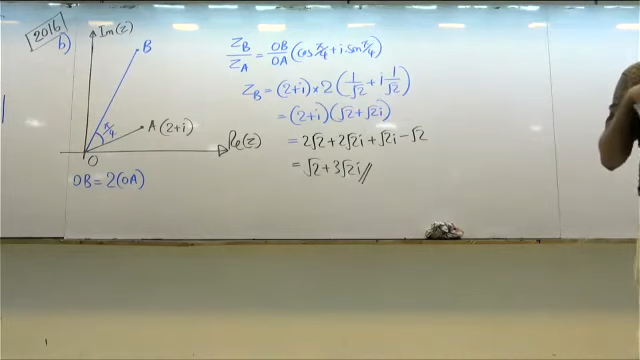 2016
b)
Im(z)
B
π/4
A (2+i)
Re(z)
O
OB = 2(OA)
Z_B/Z_A = OB/OA (cos π/4 + i sin π/4)
Z_B = (2+i) × 2 (1/√2 + i 1/√2)
= (2+i)(√2 + √2i)
= 2√2 + 2√2i + √2i - √2
= √2 + 3√2i //